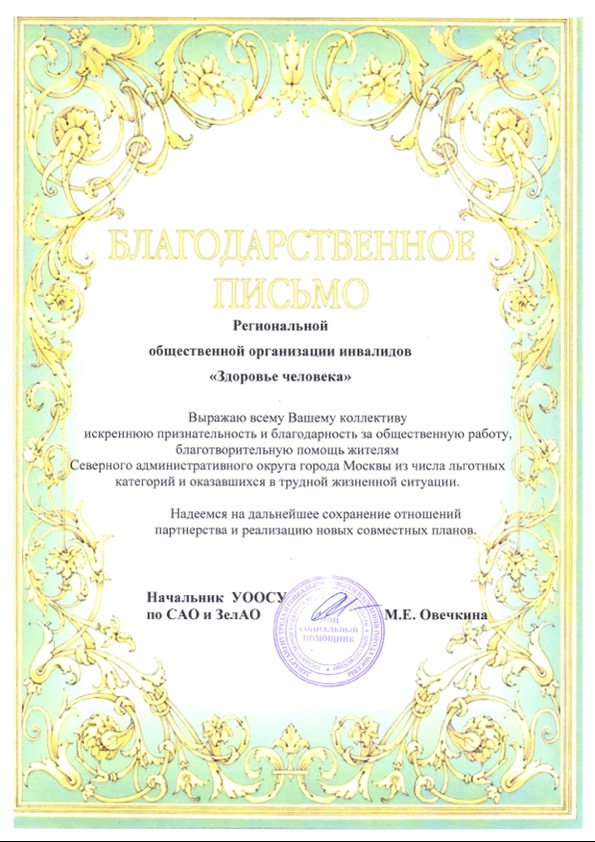 БЛАГОДАРСТВЕННОЕ
ПИСЬМО
Региональной
общественной организации инвалидов
«Здоровье человека»
Выражаю всему Вашему коллективу
искреннюю признательность и благодарность за общественную работу,
благотворительную помощь жителям
Северного административного округа города Москвы из числа льготных
категорий и оказавшихся в трудной жизненной ситуации.
Надеемся на дальнейшее сохранение отношений
партнерства и реализацию новых совместных планов.
Начальник УООСУ
по САО и ЗелАО М.Е. Овечкина
СОЦИАЛЬНЫЙ
ПОМОЩНИК